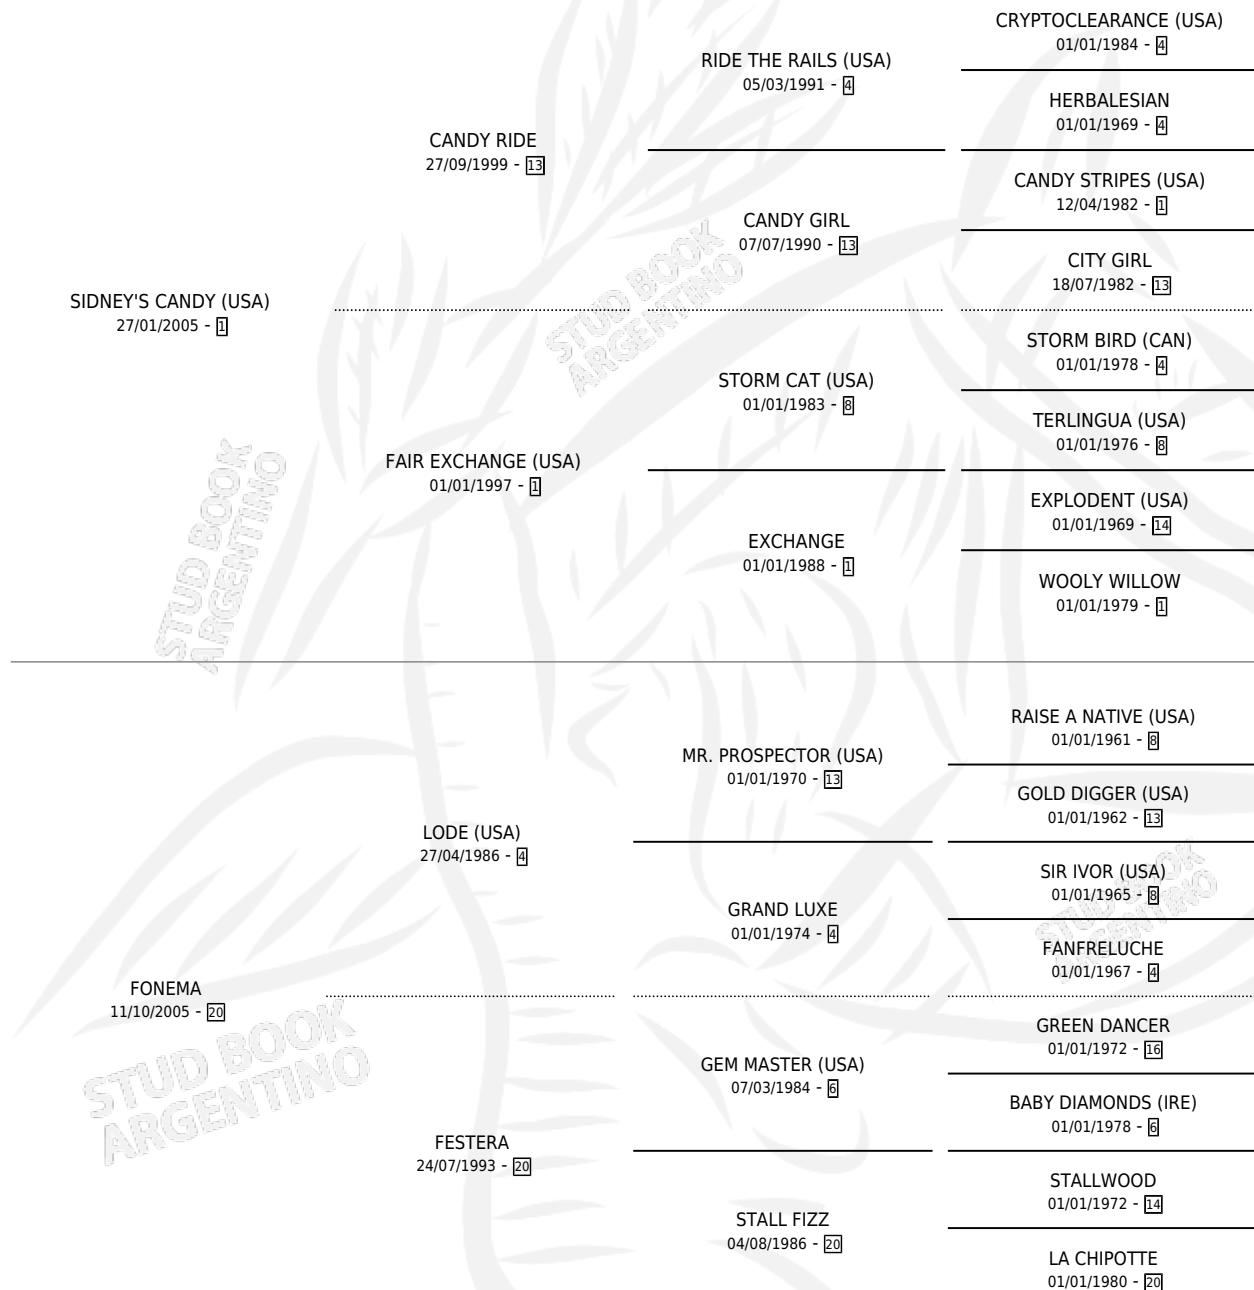 CRYPTOCLEARANCE (USA)
01/01/1984 - 4
RIDE THE RAILS (USA)
05/03/1991 - 4
HERBALESIAN
01/01/1969 - 4
CANDY RIDE
27/09/1999 - 13
CANDY STRIPES (USA)
12/04/1982 - 1
CANDY GIRL
07/07/1990 - 13
CITY GIRL
18/07/1982 - 13
SIDNEY'S CANDY (USA)
27/01/2005 - 1
STORM BIRD (CAN)
01/01/1978 - 4
STORM CAT (USA)
01/01/1983 - 8
TERLINGUA (USA)
01/01/1976 - 8
FAIR EXCHANGE (USA)
01/01/1997 - 1
EXPLODENT (USA)
01/01/1969 - 14
EXCHANGE
01/01/1988 - 1
WOOLY WILLOW
01/01/1979 - 1
RAISE A NATIVE (USA)
01/01/1961 - 8
MR. PROSPECTOR (USA)
01/01/1970 - 13
GOLD DIGGER (USA)
01/01/1962 - 13
LODE (USA)
27/04/1986 - 4
SIR IVOR (USA)
01/01/1965 - 8
GRAND LUXE
01/01/1974 - 4
FANFRELUCHE
01/01/1967 - 4
FONEMA
11/10/2005 - 20
GREEN DANCER
01/01/1972 - 16
GEM MASTER (USA)
07/03/1984 - 6
BABY DIAMONDS (IRE)
01/01/1978 - 6
FESTERA
24/07/1993 - 20
STALLWOOD
01/01/1972 - 14
STALL FIZZ
04/08/1986 - 20
LA CHIPOTTE
01/01/1980 - 20
STUD BOOK
ARGENTINO
STUD BOOK
ARGENTINO
STUD BOOK
ARGENTINO
STUD BOOK
ARGENTINO